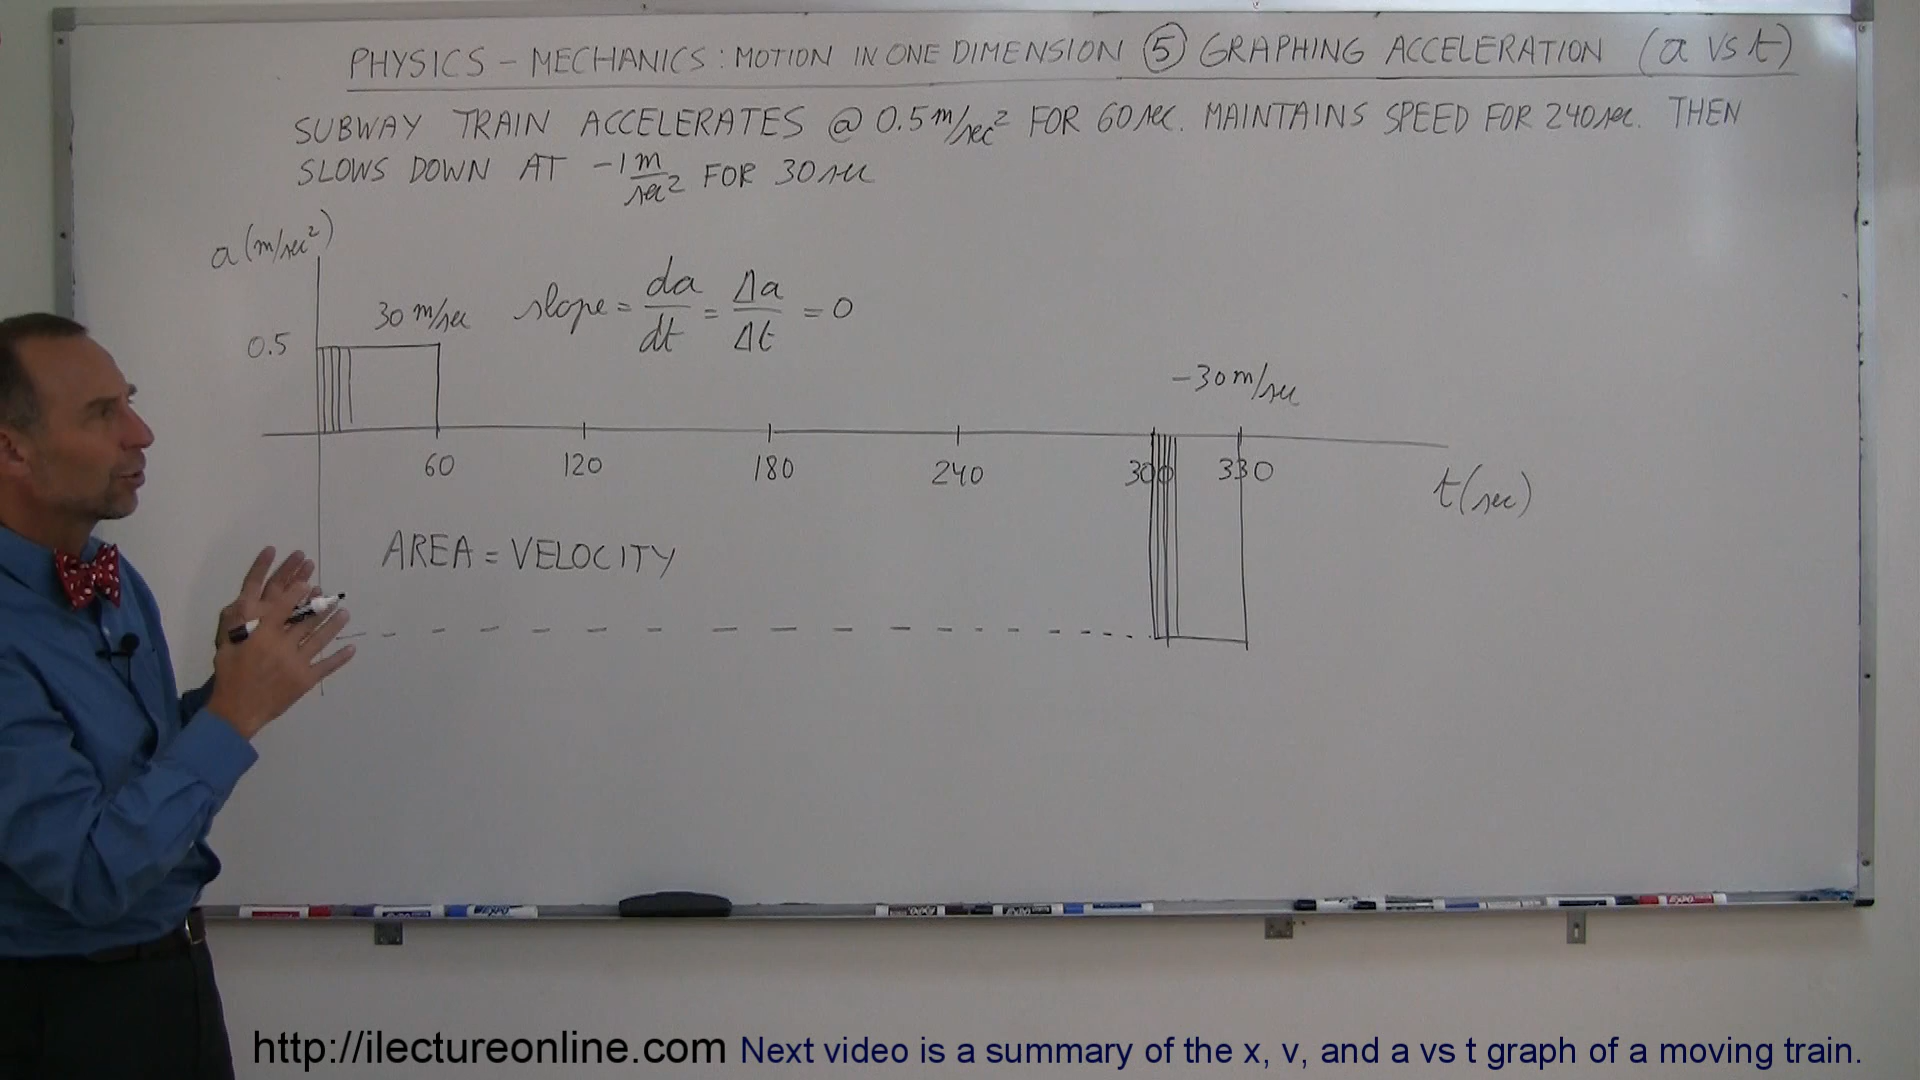 PHYSICS - MECHANICS: MOTION IN ONE DIMENSION ⑤ GRAPHING ACCELERATION (a vs t)
SUBWAY TRAIN ACCELERATES @ 0.5 m/sec² FOR 60 sec. MAINTAINS SPEED FOR 240 sec. THEN
SLOWS DOWN AT -1 m/sec² FOR 30 sec
a (m/sec²)
30 m/sec slope = da/dt = Δa/Δt = 0
0.5
-30 m/sec
60 120 180 240 300 330
t (sec)
AREA = VELOCITY
http://ilectureonline.com Next video is a summary of the x, v, and a vs t graph of a moving train.